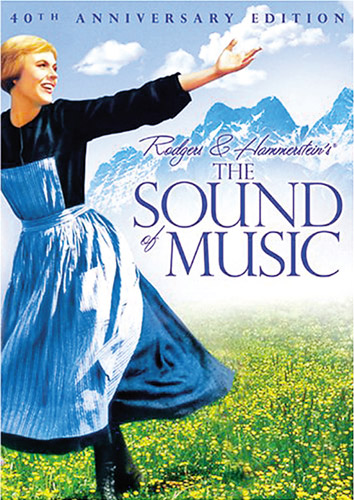 40TH ANNIVERSARY EDITION
Rodgers & Hammerstein's®
THE
SOUND
of MUSIC